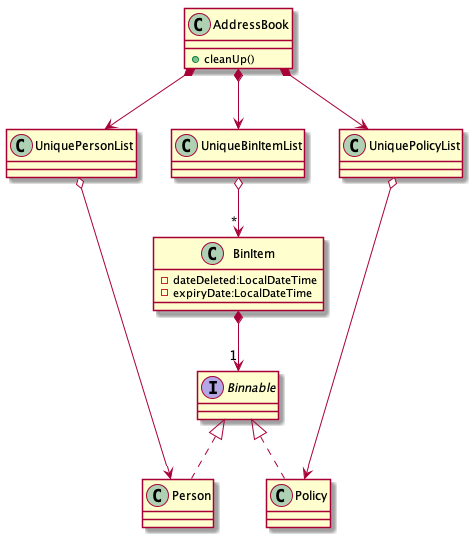 C AddressBook
cleanUp()
C UniquePersonList
C UniqueBinItemList
C UniquePolicyList
*
C BinItem
dateDeleted:LocalDateTime
expiryDate:LocalDateTime
1
I Binnable
C Person
C Policy